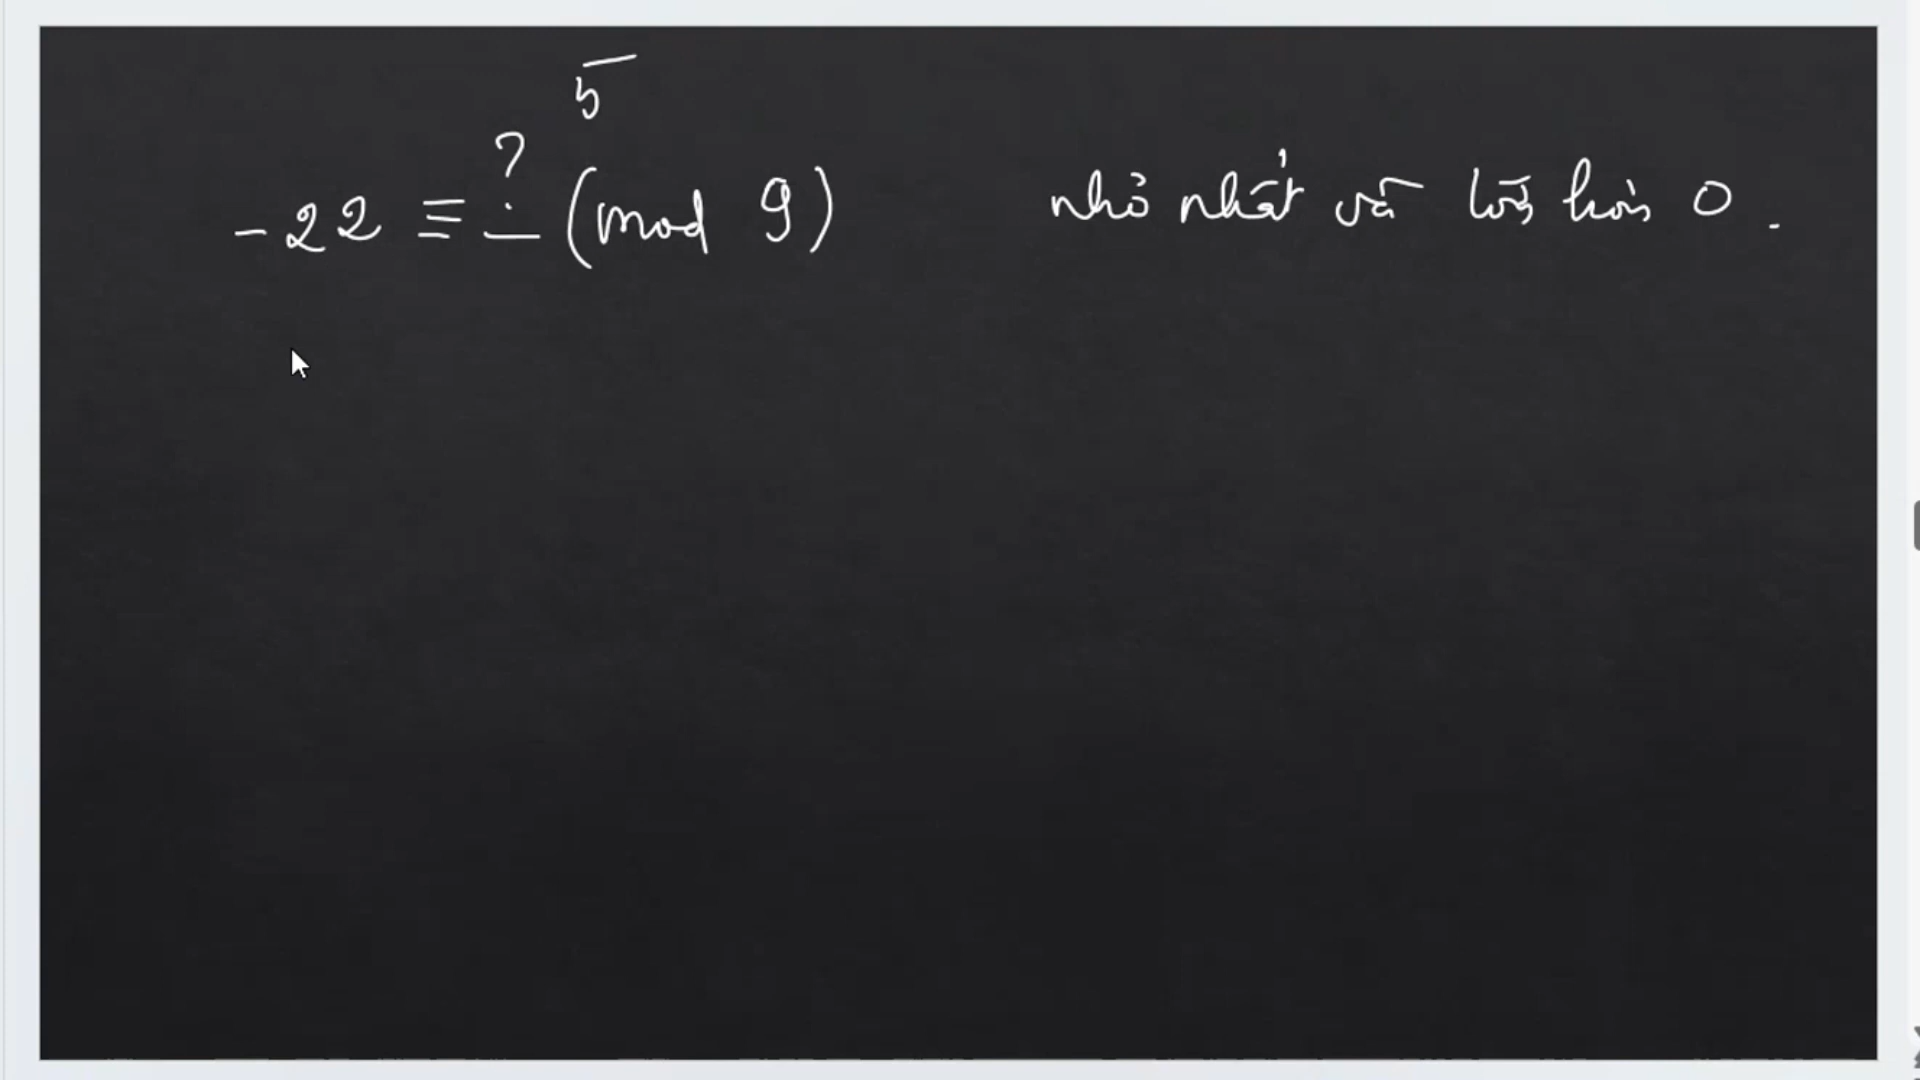 5
?
-22 ≡ _ (mod 9) nhỏ nhất và lớn hơn 0.